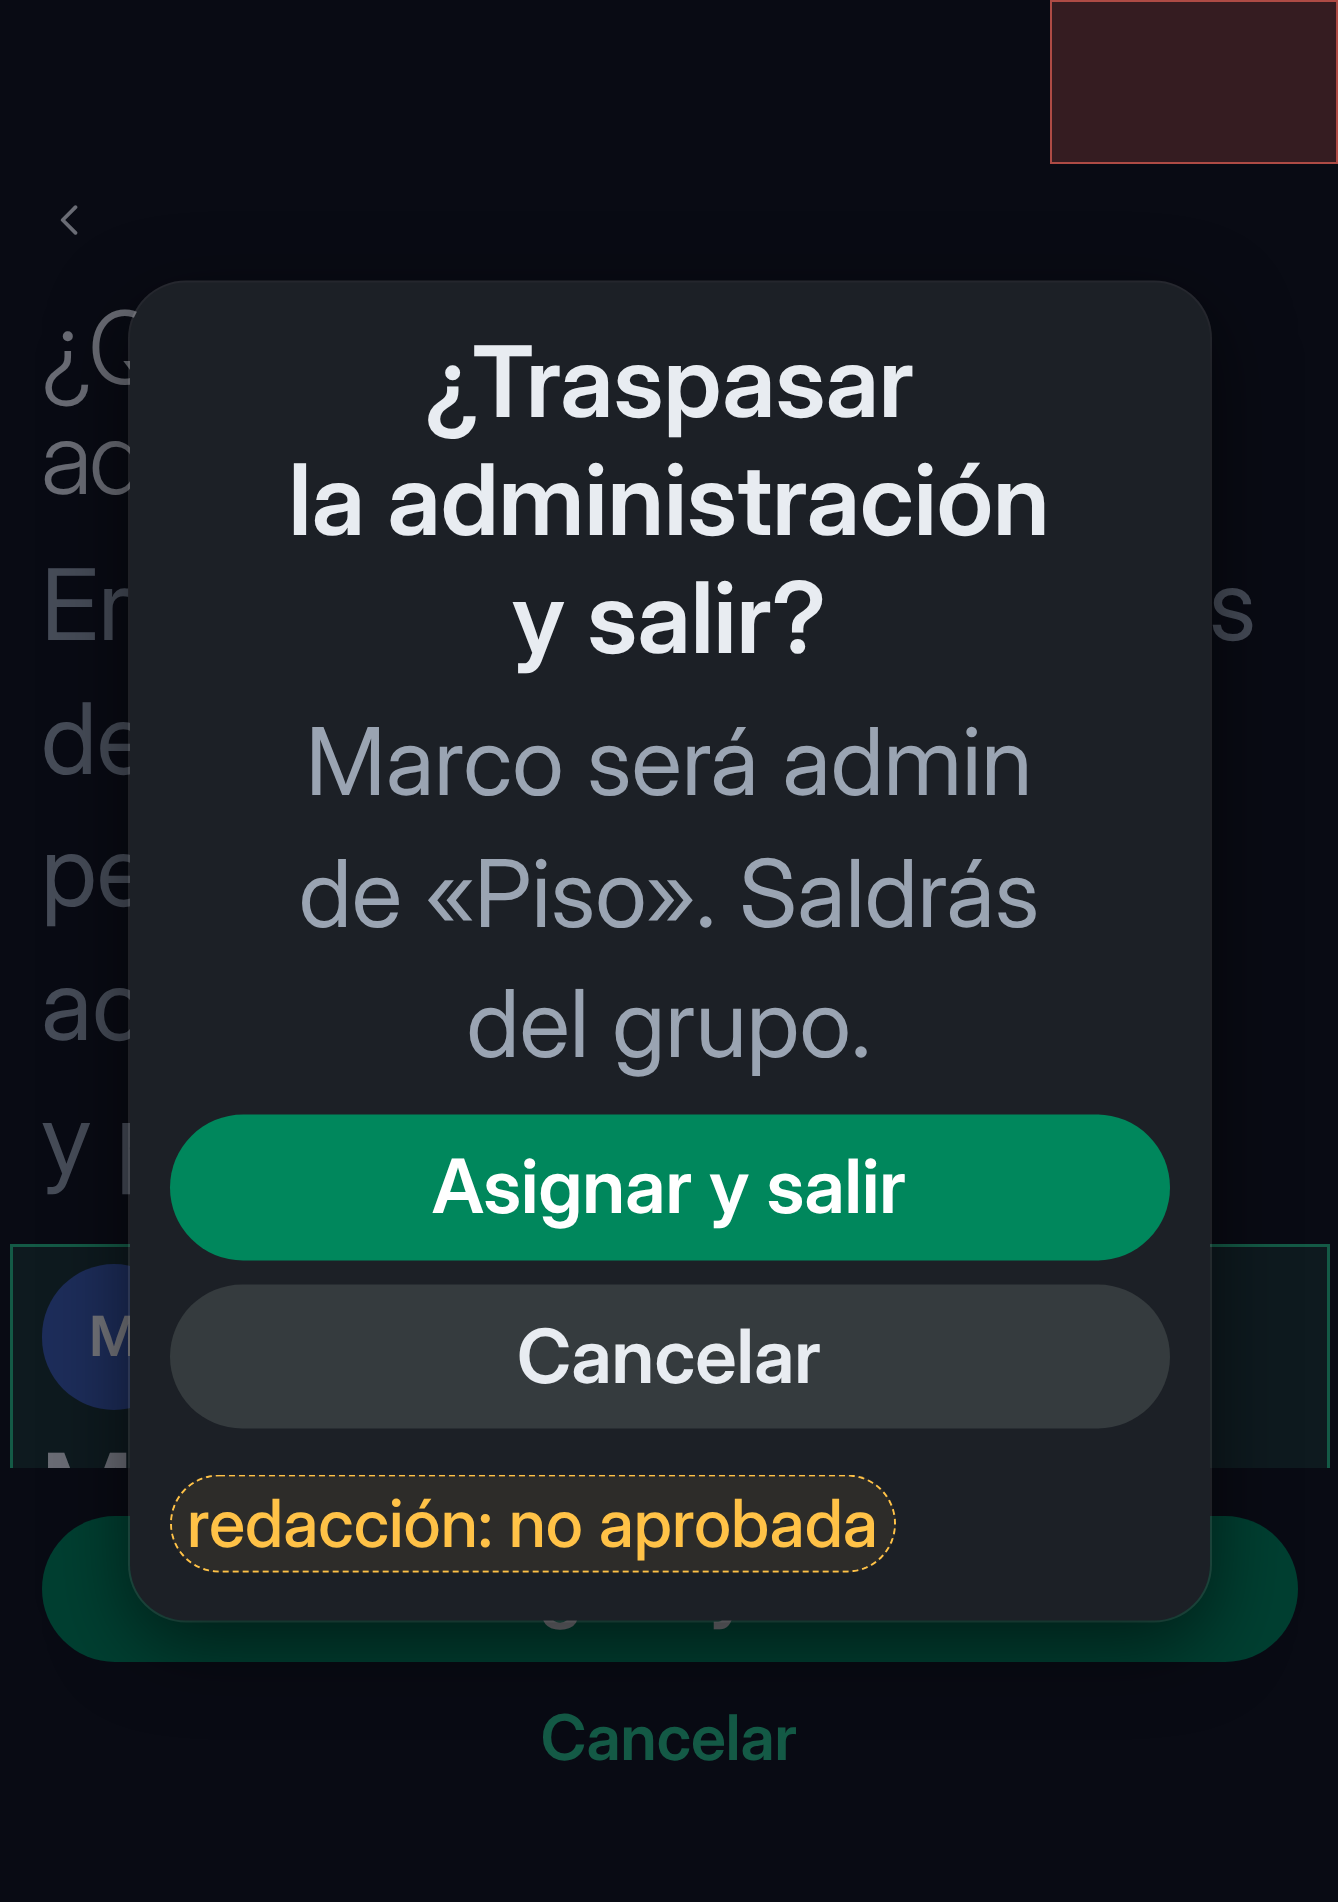 ¿Traspasar
la administración
y salir?
Marco será admin
de «Piso». Saldrás
del grupo.
Asignar y salir
Cancelar
redacción: no aprobada
Cancelar